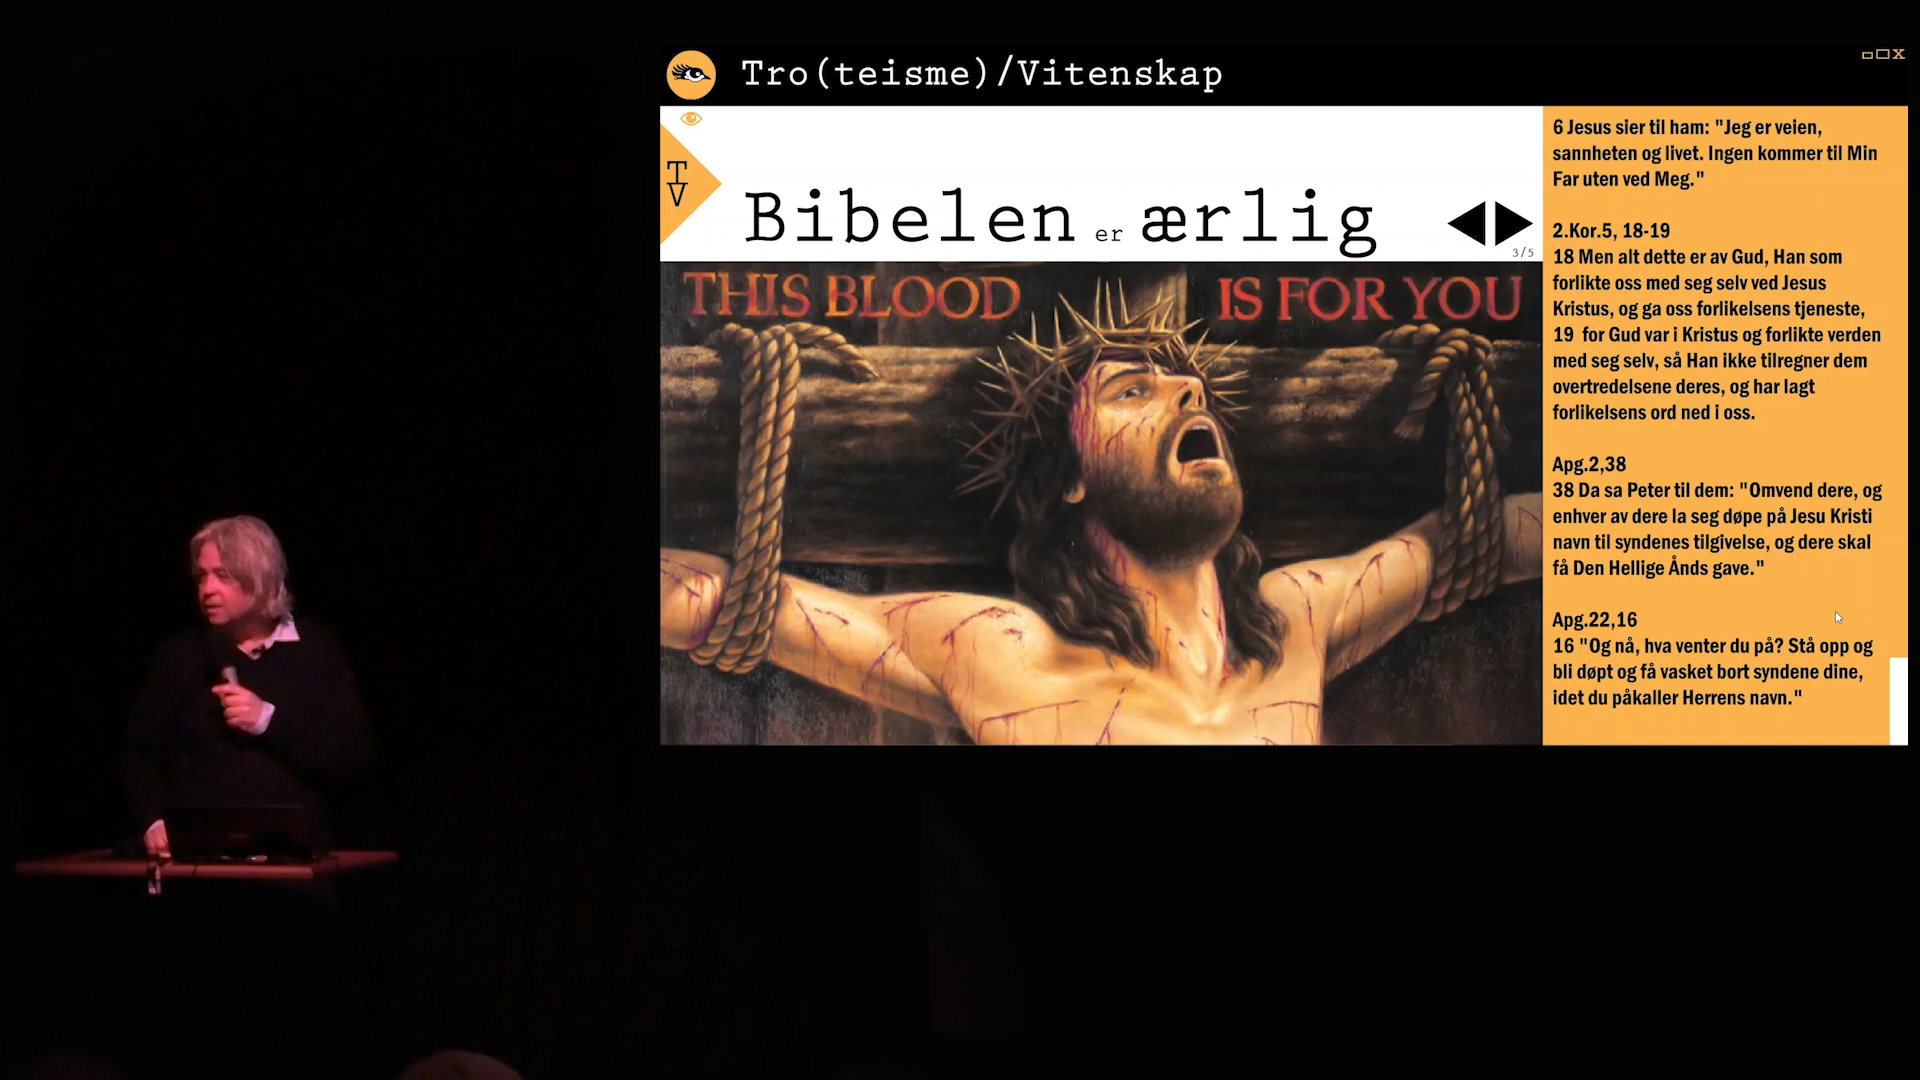 Tro(teisme)/Vitenskap
T
V
Bibelen er ærlig
3/5
THIS BLOOD IS FOR YOU
6 Jesus sier til ham: "Jeg er veien,
sannheten og livet. Ingen kommer til Min
Far uten ved Meg."
2.Kor.5, 18-19
18 Men alt dette er av Gud, Han som
forlikte oss med seg selv ved Jesus
Kristus, og ga oss forlikelsens tjeneste,
19 for Gud var i Kristus og forlikte verden
med seg selv, så Han ikke tilregner dem
overtredelsene deres, og har lagt
forlikelsens ord ned i oss.
Apg.2,38
38 Da sa Peter til dem: "Omvend dere, og
enhver av dere la seg døpe på Jesu Kristi
navn til syndenes tilgivelse, og dere skal
få Den Hellige Ånds gave."
Apg.22,16
16 "Og nå, hva venter du på? Stå opp og
bli døpt og få vasket bort syndene dine,
idet du påkaller Herrens navn."